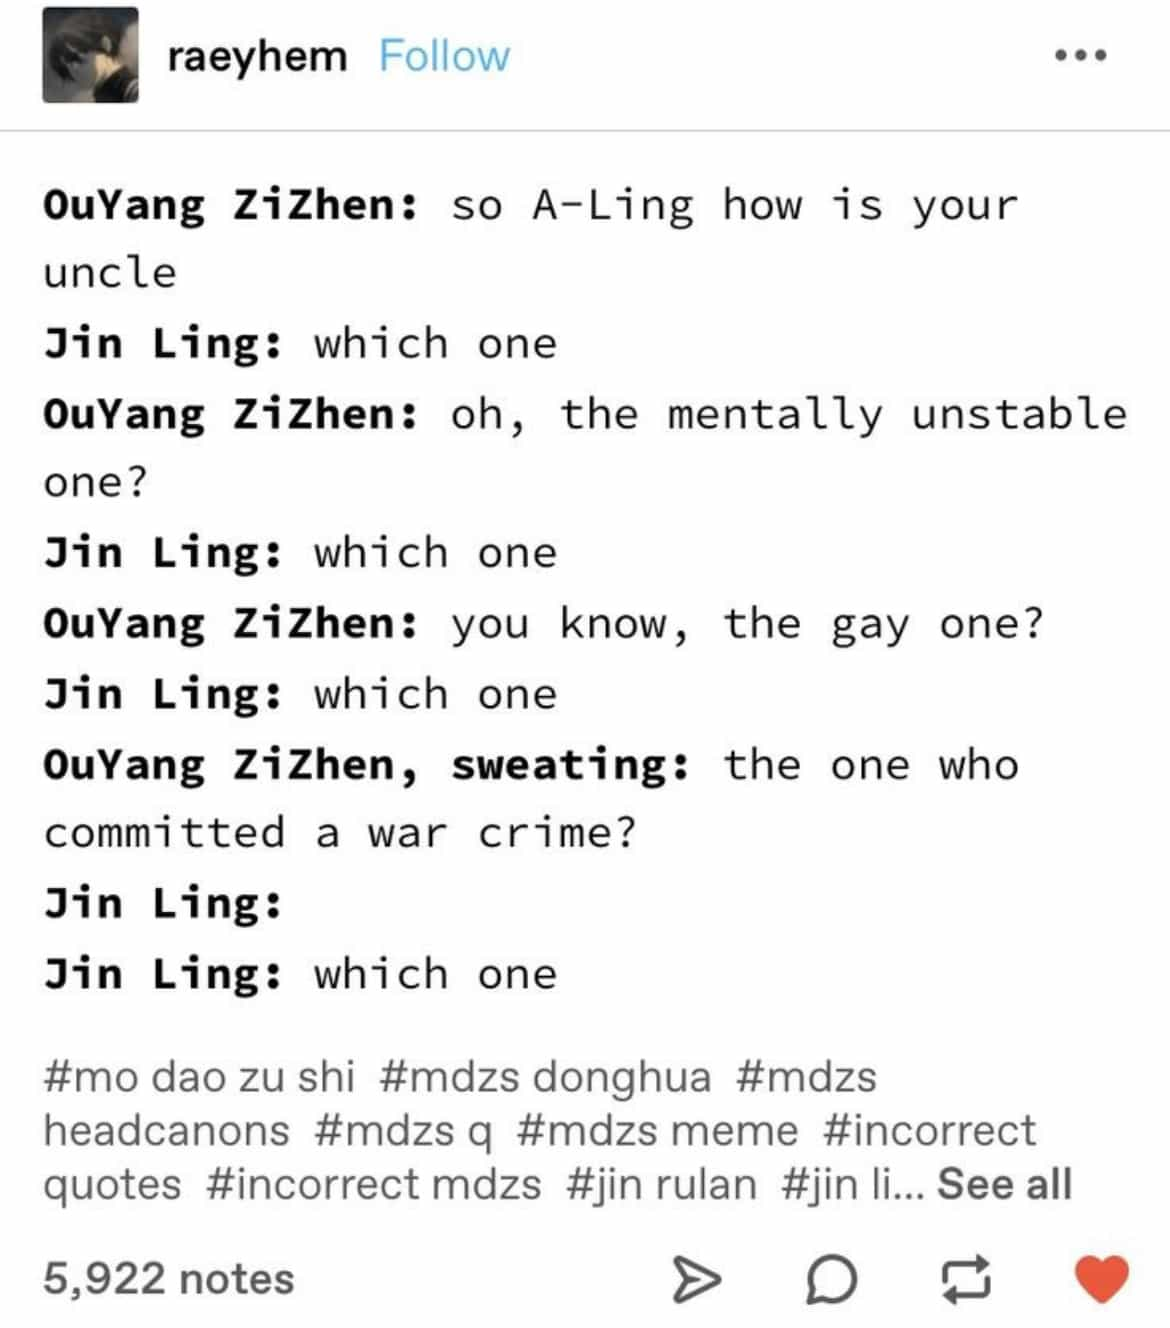 raeyhem Follow
OuYang ZiZhen: so A-Ling how is your
uncle
Jin Ling: which one
OuYang ZiZhen: oh, the mentally unstable
one?
Jin Ling: which one
OuYang ZiZhen: you know, the gay one?
Jin Ling: which one
OuYang ZiZhen, sweating: the one who
committed a war crime?
Jin Ling:
Jin Ling: which one
#mo dao zu shi #mdzs donghua #mdzs
headcanons #mdzs q #mdzs meme #incorrect
quotes #incorrect mdzs #jin rulan #jin li... See all
5,922 notes